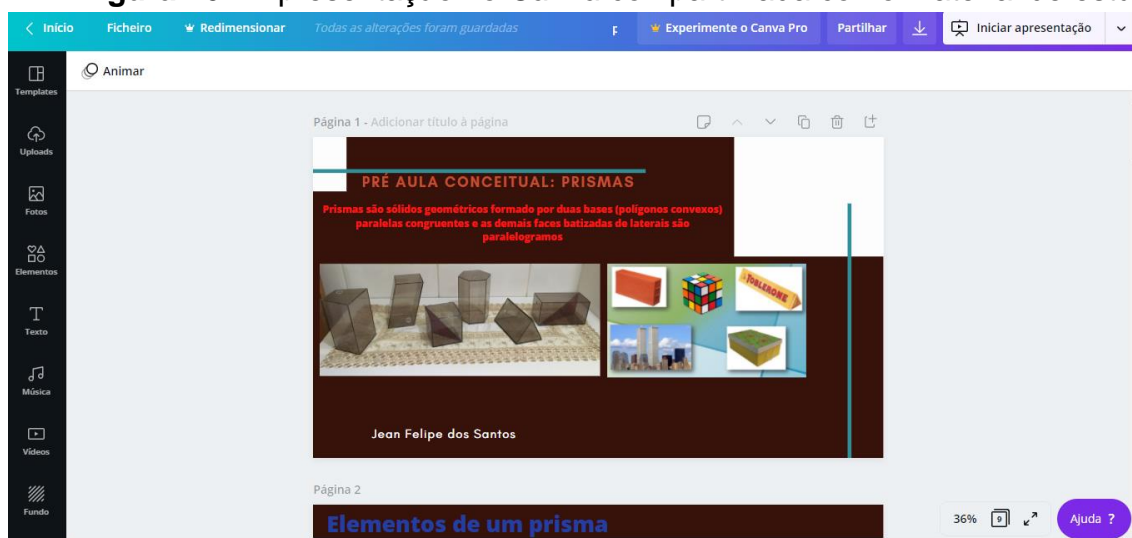 Início Ficheiro Redimensionar Todas as alterações foram guardadas Experimente o Canva Pro Partilhar Iniciar apresentação
Animar
Templates
Uploads
Fotos
Elementos
Texto
Música
Vídeos
Fundo
Página 1 - Adicionar título à página
PRÉ AULA CONCEITUAL: PRISMAS
Prismas são sólidos geométricos formado por duas bases (polígonos convexos)
paralelas congruentes e as demais faces batizadas de laterais são
paralelogramos
TOBLERONE
Jean Felipe dos Santos
Página 2
Elementos de um prisma
36% 9 Ajuda ?